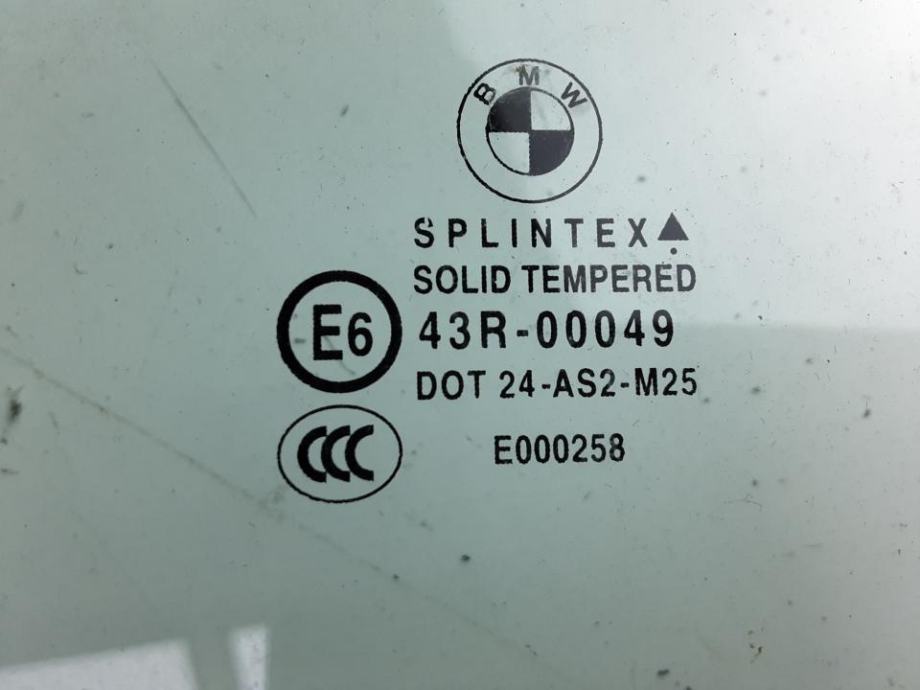 BMW
SPLINTEX
SOLID TEMPERED
E6 43R-00049
DOT 24-AS2-M25
CCC E000258